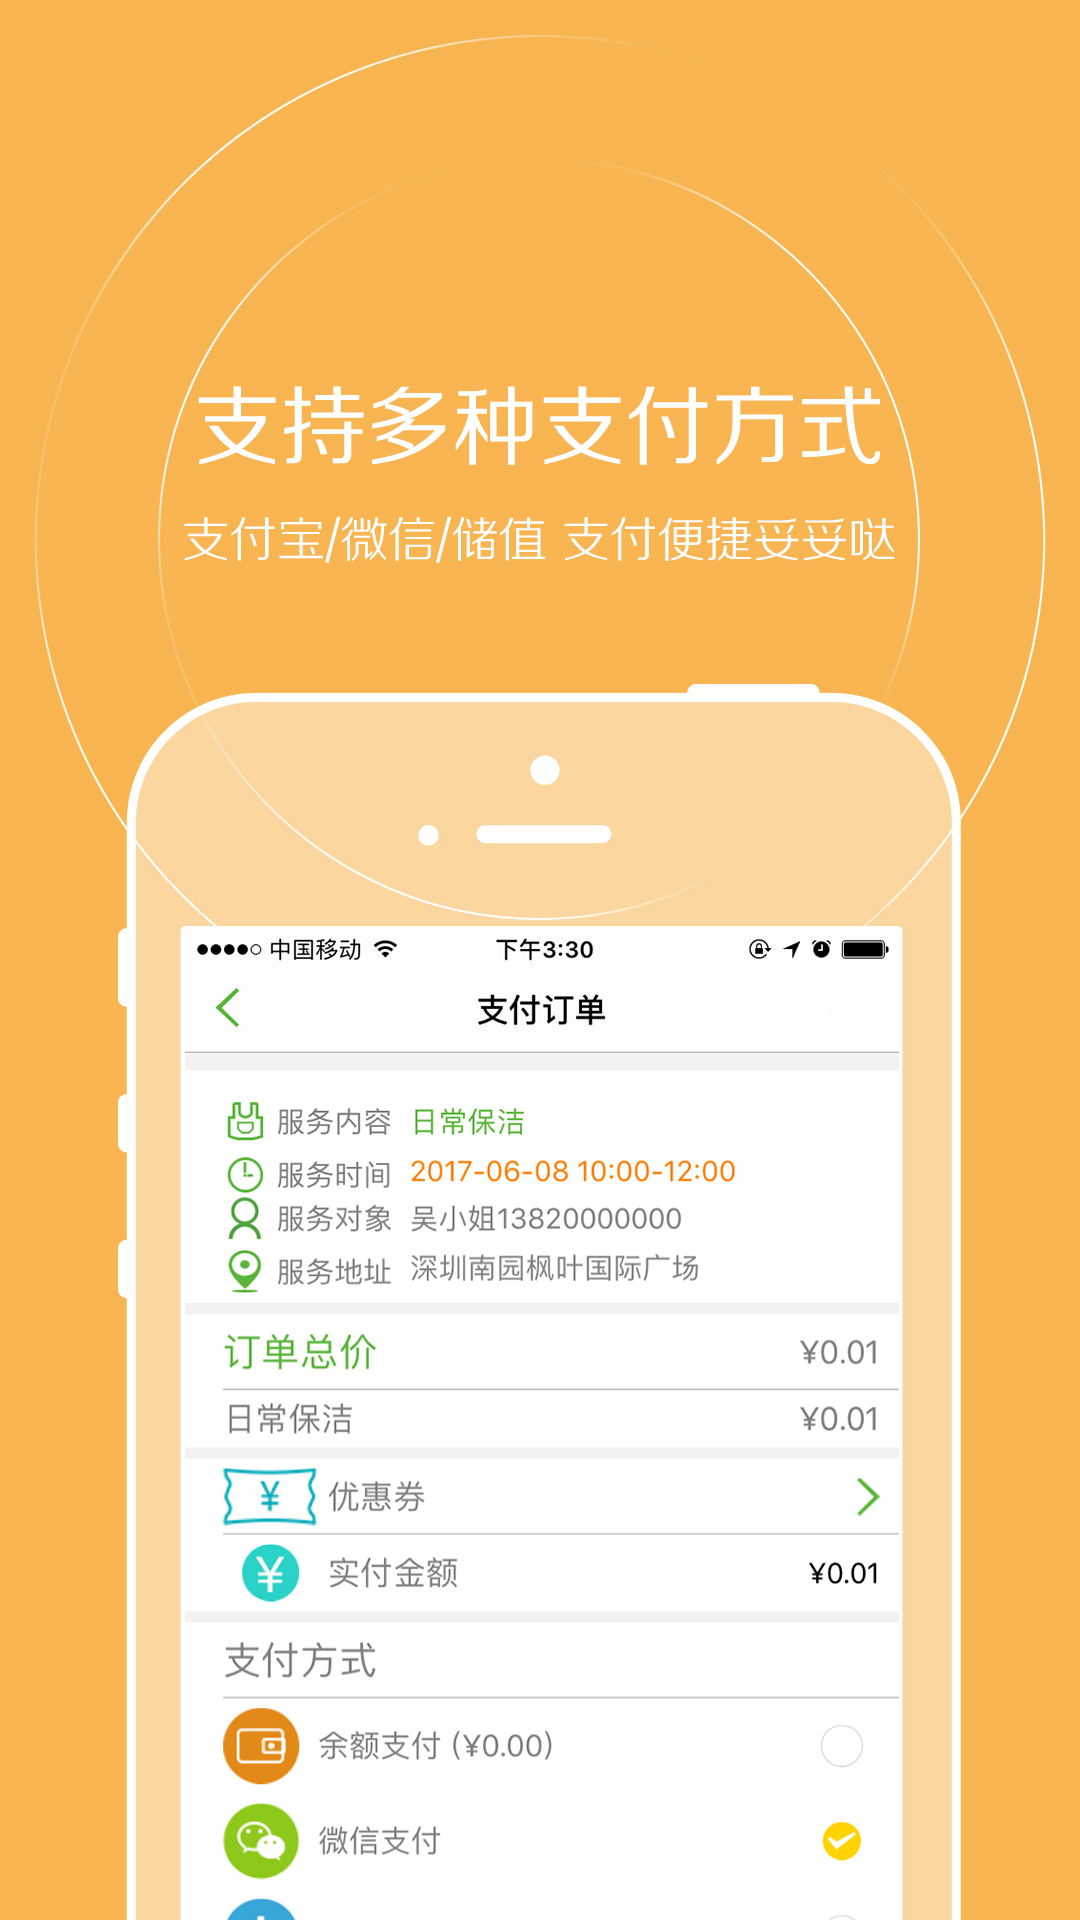 支持多种支付方式
支付宝/微信/储值 支付便捷妥妥哒
中国移动 下午3:30
支付订单
服务内容 日常保洁
服务时间 2017-06-08 10:00-12:00
服务对象 吴小姐13820000000
服务地址 深圳南园枫叶国际广场
订单总价 ¥0.01
日常保洁 ¥0.01
¥ 优惠券
¥ 实付金额 ¥0.01
支付方式
余额支付 (¥0.00)
微信支付